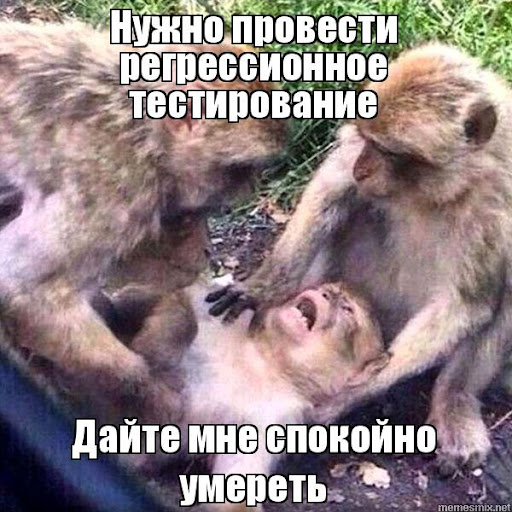 Нужно провести
регрессионное
тестирование
Дайте мне спокойно
умереть
memesmix.net